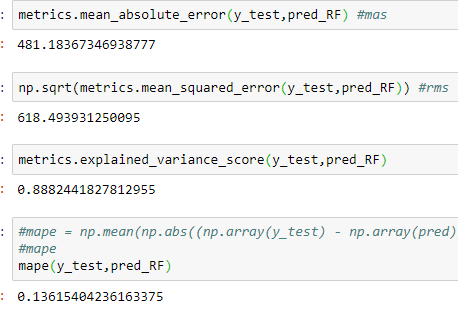 : metrics.mean_absolute_error(y_test,pred_RF) #mas
: 481.18367346938777
: np.sqrt(metrics.mean_squared_error(y_test,pred_RF)) #rms
: 618.493931250095
: metrics.explained_variance_score(y_test,pred_RF)
: 0.8882441827812955
: #mape = np.mean(np.abs((np.array(y_test) - np.array(pred)
#mape
mape(y_test,pred_RF)
: 0.13615404236163375